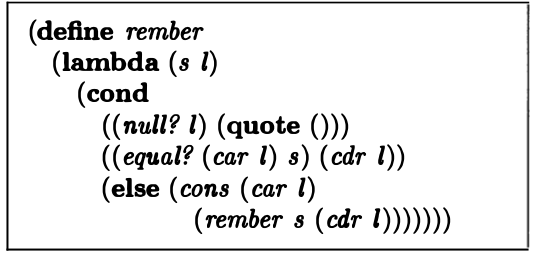 (define rember
(lambda (s l)
(cond
((null? l) (quote ()))
((equal? (car l) s) (cdr l))
(else (cons (car l)
(rember s (cdr l)))))))